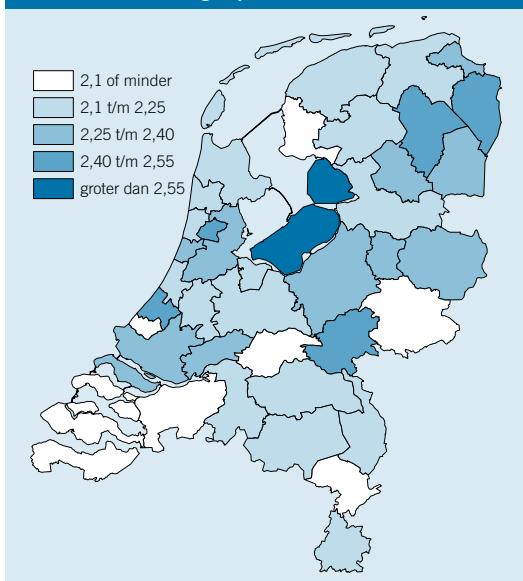 2,1 of minder
2,1 t/m 2,25
2,25 t/m 2,40
2,40 t/m 2,55
groter dan 2,55